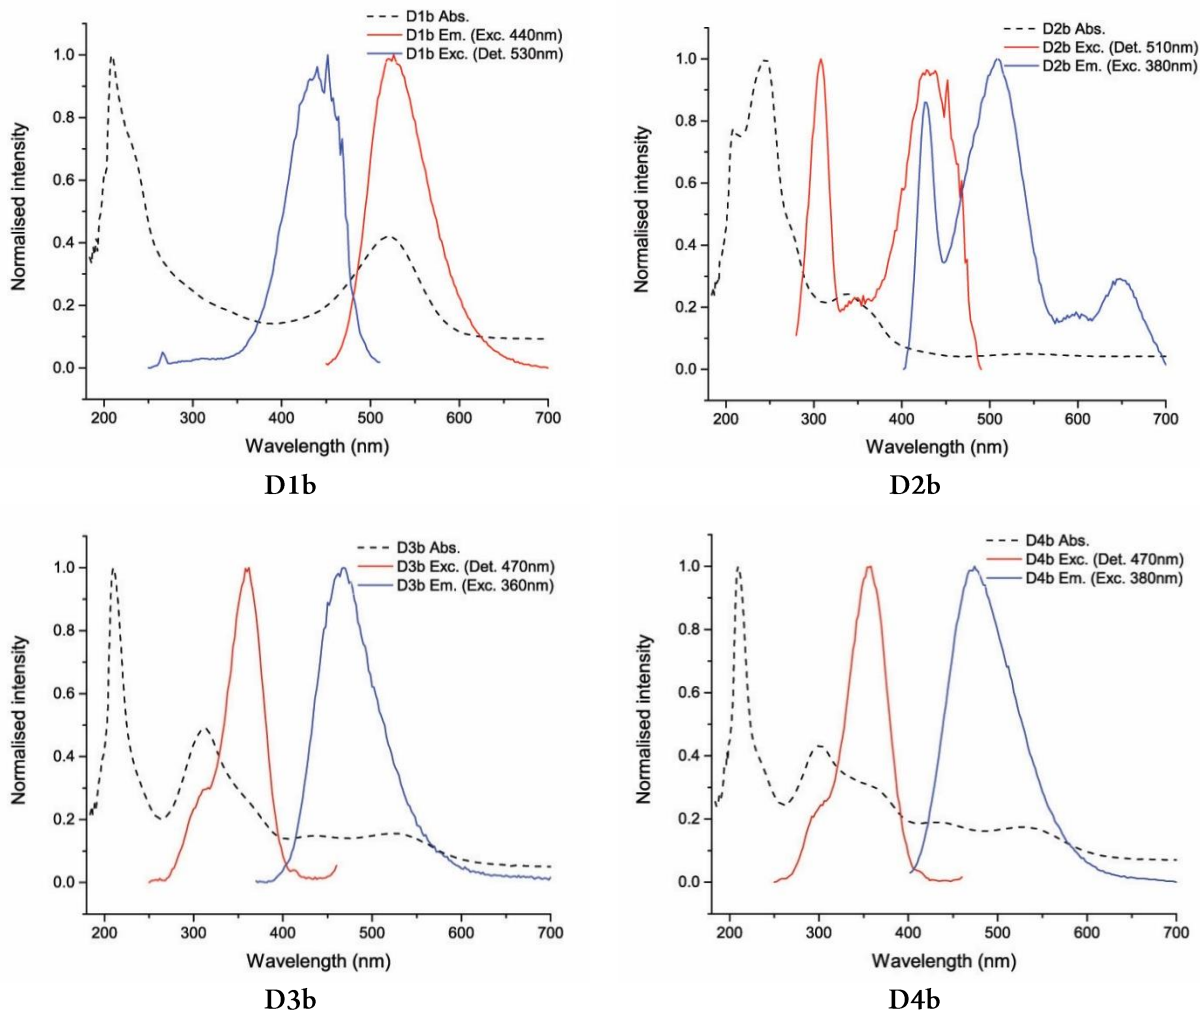 D1b Abs.
D1b Em. (Exc. 440nm)
D1b Exc. (Det. 530nm)
Normalised intensity
1.0
0.8
0.6
0.4
0.2
0.0
200 300 400 500 600 700
Wavelength (nm)
D1b
D2b Abs.
D2b Exc. (Det. 510nm)
D2b Em. (Exc. 380nm)
Normalised intensity
1.0
0.8
0.6
0.4
0.2
0.0
200 300 400 500 600 700
Wavelength (nm)
D2b
D3b Abs.
D3b Exc. (Det. 470nm)
D3b Em. (Exc. 360nm)
Normalised intensity
1.0
0.8
0.6
0.4
0.2
0.0
200 300 400 500 600 700
Wavelength (nm)
D3b
D4b Abs.
D4b Exc. (Det. 470nm)
D4b Em. (Exc. 380nm)
Normalised intensity
1.0
0.8
0.6
0.4
0.2
0.0
200 300 400 500 600 700
Wavelength (nm)
D4b